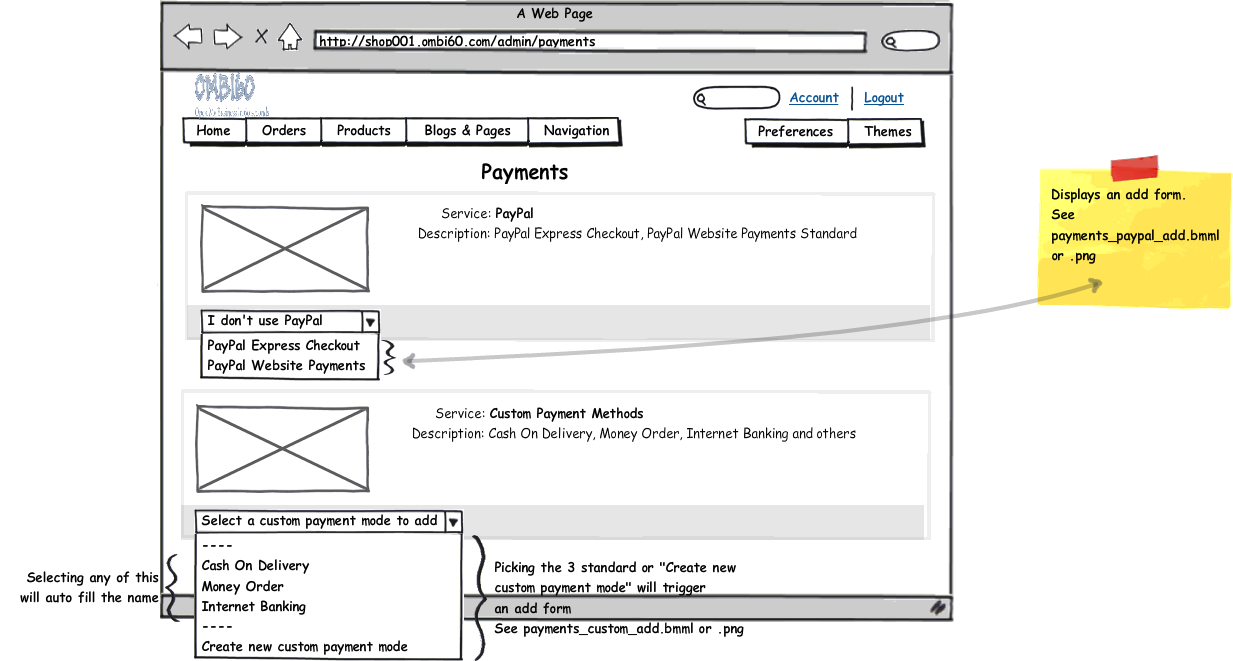 A Web Page
http://shop001.ombi60.com/admin/payments
OMBI60
Account
Logout
Home
Orders
Products
Blogs & Pages
Navigation
Preferences
Themes
Payments
Service: PayPal
Description: PayPal Express Checkout, PayPal Website Payments Standard
I don't use PayPal
PayPal Express Checkout
PayPal Website Payments
Displays an add form.
See
payments_paypal_add.bmml
or .png
Service: Custom Payment Methods
Description: Cash On Delivery, Money Order, Internet Banking and others
Select a custom payment mode to add
----
Cash On Delivery
Money Order
Internet Banking
----
Create new custom payment mode
Selecting any of this
will auto fill the name
Picking the 3 standard or "Create new
custom payment mode" will trigger
an add form
See payments_custom_add.bmml or .png